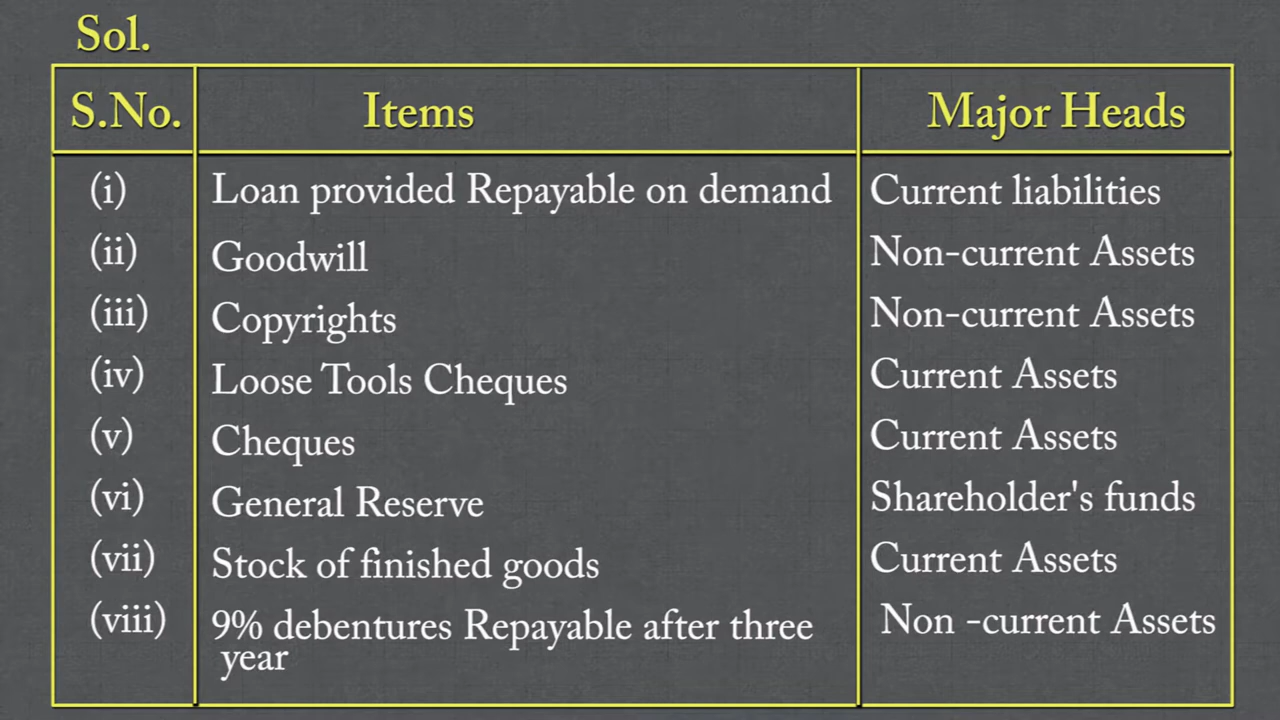 Sol.
S.No. Items Major Heads
(i) Loan provided Repayable on demand Current liabilities
(ii) Goodwill Non-current Assets
(iii) Copyrights Non-current Assets
(iv) Loose Tools Cheques Current Assets
(v) Cheques Current Assets
(vi) General Reserve Shareholder's funds
(vii) Stock of finished goods Current Assets
(viii) 9% debentures Repayable after three Non -current Assets
year